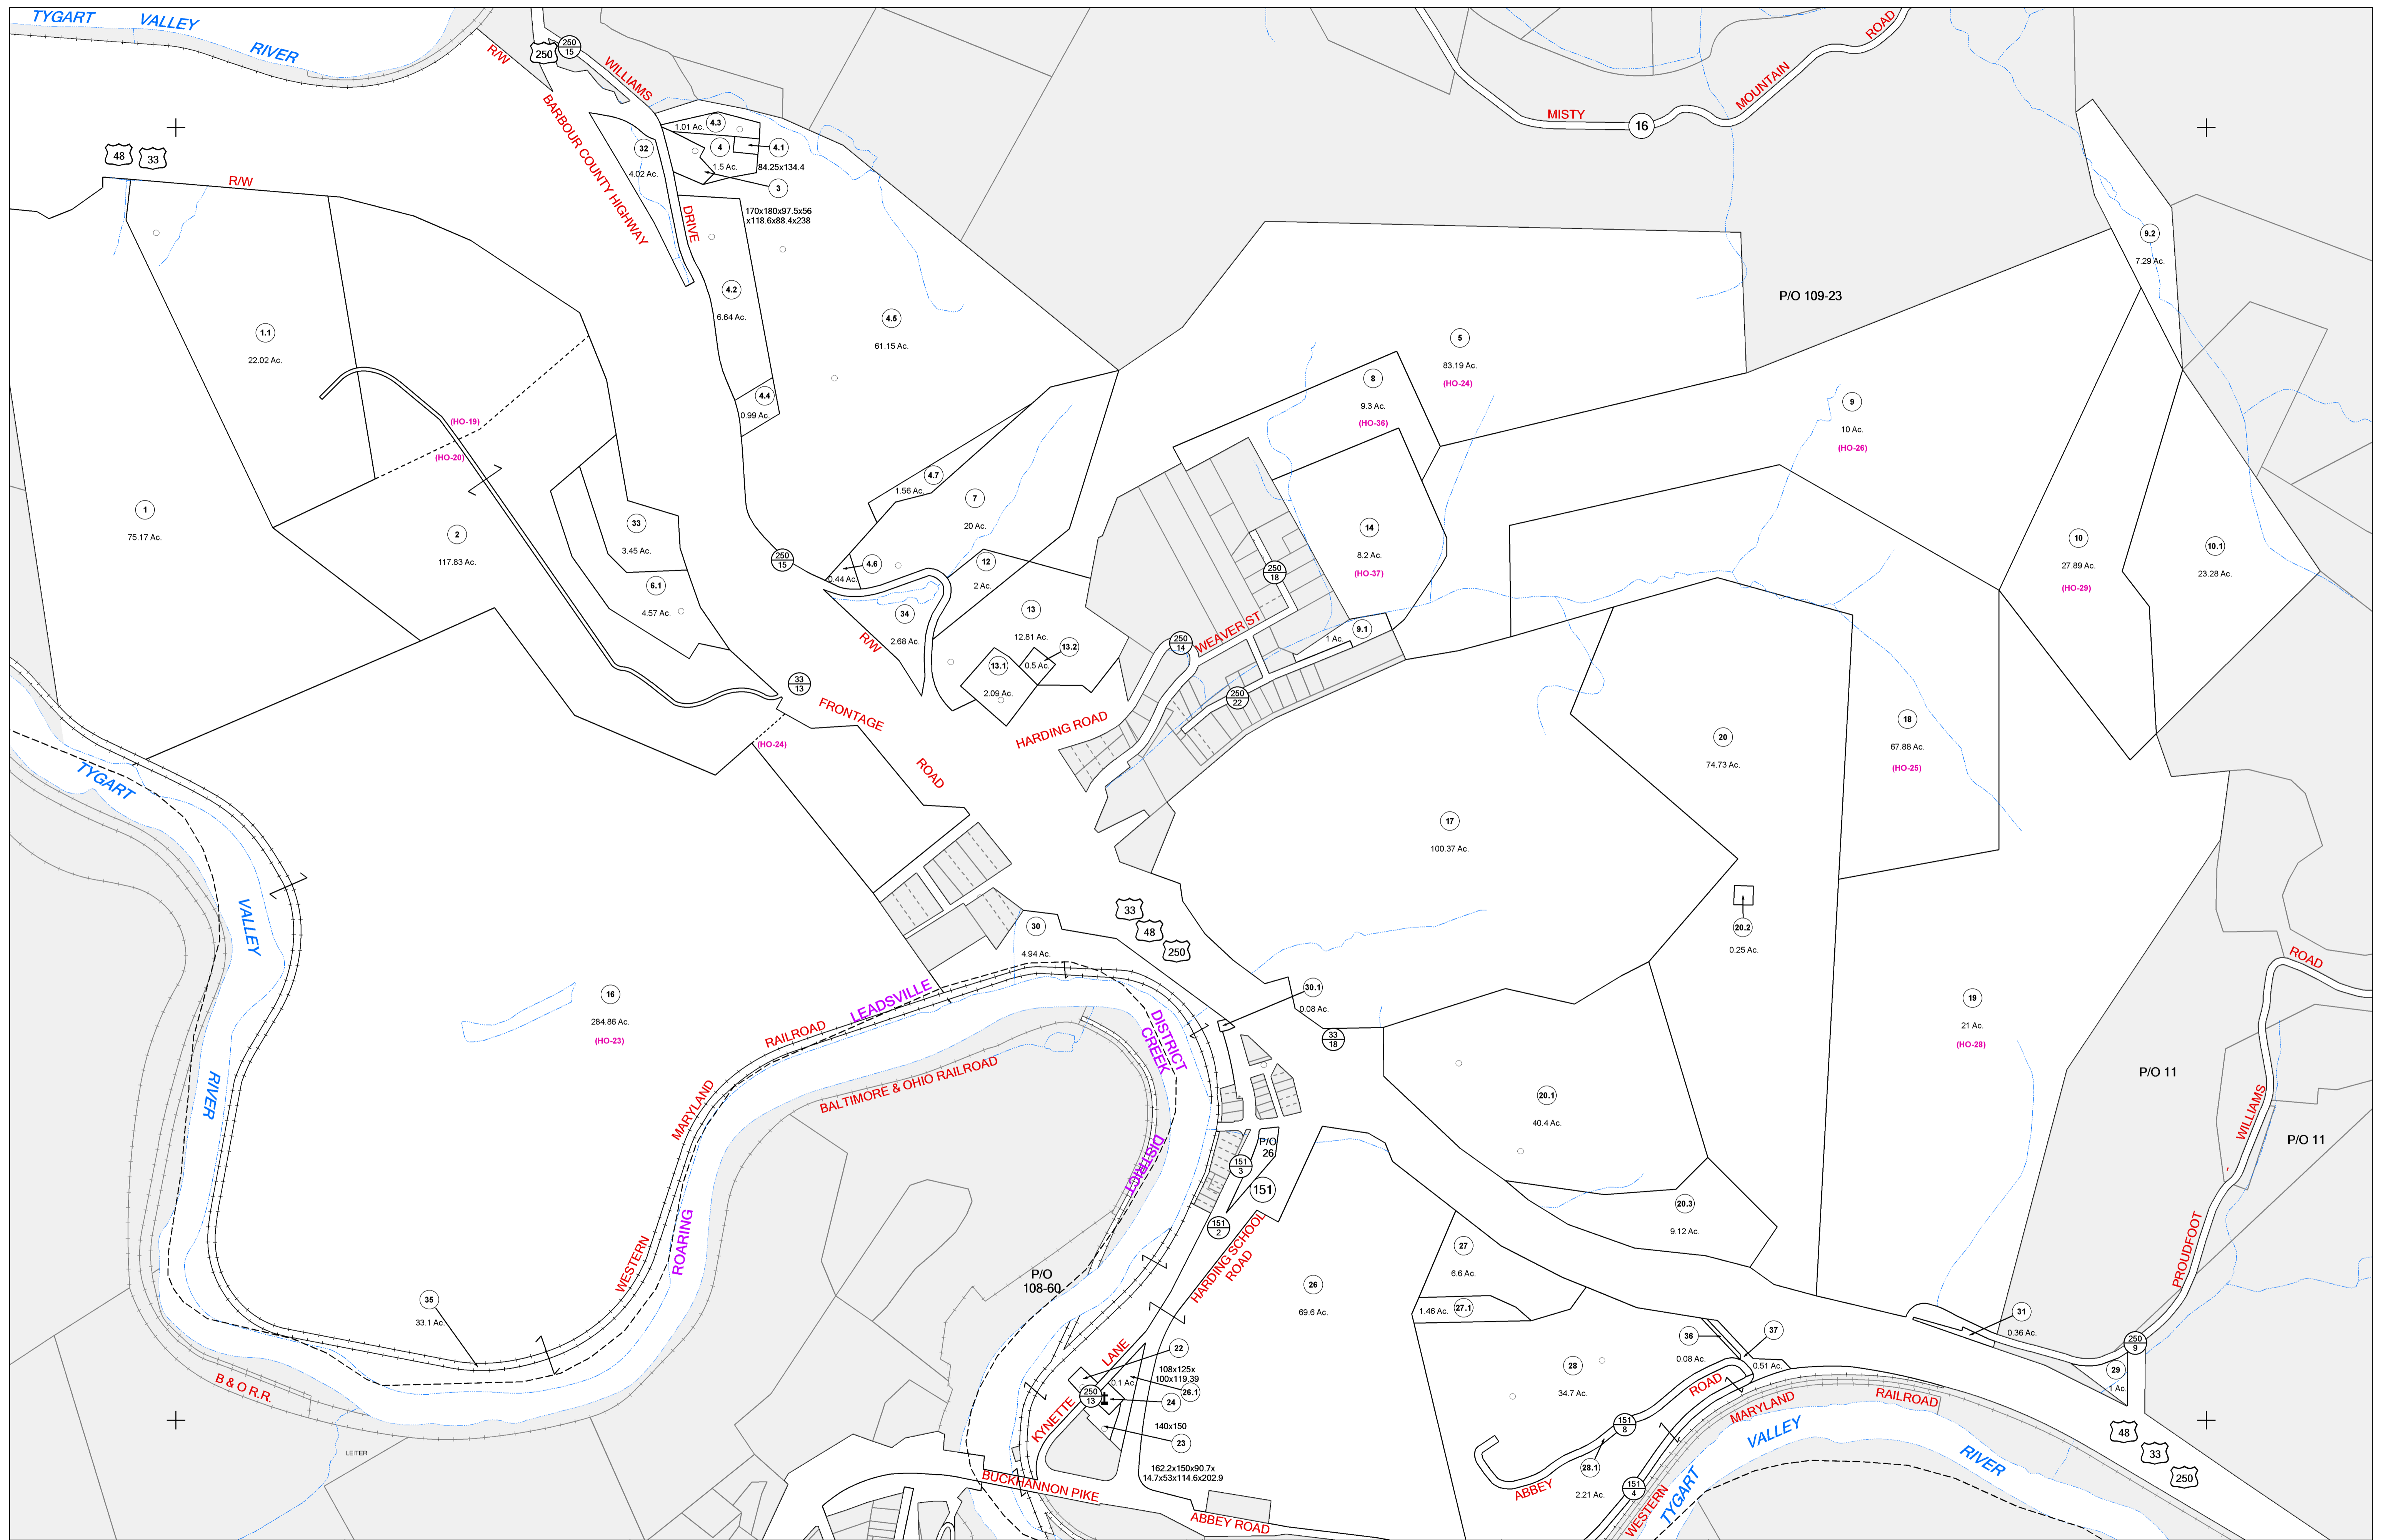 TYGART VALLEY RIVER
R/W
250
250 15
WILLIAMS
BARBOUR COUNTY HIGHWAY
DRIVE
48
33
R/W
32
4.02 Ac.
1.01 Ac.
4.3
4
4.1
1.5 Ac.
84.25x134.4
3
170x180x97.5x56
x118.6x88.4x238
MISTY
16
MOUNTAIN
ROAD
P/O 109-23
9.2
7.29 Ac.
1.1
22.02 Ac.
4.2
6.64 Ac.
4.5
61.15 Ac.
4.4
0.99 Ac.
5
83.19 Ac.
(HO-24)
8
9.3 Ac.
(HO-36)
9
10 Ac.
(HO-26)
(HO-19)
(HO-20)
1
75.17 Ac.
2
117.83 Ac.
33
3.45 Ac.
6.1
4.57 Ac.
4.7
1.56 Ac.
7
20 Ac.
250 15
4.6
0.44 Ac.
12
2 Ac.
34
2.68 Ac.
R/W
13
12.81 Ac.
13.1
2.09 Ac.
13.2
0.5 Ac.
14
8.2 Ac.
(HO-37)
250 18
250 14
WEAVER ST
9.1
1 Ac.
250 22
HARDING ROAD
10
27.89 Ac.
(HO-29)
10.1
23.28 Ac.
33 13
FRONTAGE
ROAD
(HO-24)
20
74.73 Ac.
18
67.88 Ac.
(HO-25)
17
100.37 Ac.
20.2
0.25 Ac.
TYGART
VALLEY
RIVER
33
48
250
30
4.94 Ac.
16
284.86 Ac.
(HO-23)
RAILROAD
LEADSVILLE
DISTRICT
CREEK
DISTRICT
MARYLAND
BALTIMORE & OHIO RAILROAD
WESTERN
ROARING
30.1
0.08 Ac.
33 18
19
21 Ac.
(HO-28)
ROAD
P/O 11
P/O 11
WILLIAMS
PROUDFOOT
20.1
40.4 Ac.
20.3
9.12 Ac.
P/O
26
151 3
151
151 2
HARDING SCHOOL
ROAD
P/O
108-60
26
69.6 Ac.
27
6.6 Ac.
1.46 Ac.
27.1
35
33.1 Ac.
B & O R.R.
LEITER
22
108x125x
100x119.39
26.1
0.1 Ac.
250 13
24
140x150
23
162.2x150x90.7x
14.7x53x114.6x202.9
KYNETTE
LANE
BUCKHANNON PIKE
ABBEY ROAD
28
34.7 Ac.
36
0.08 Ac.
37
0.51 Ac.
31
0.36 Ac.
250 9
29
1 Ac.
ABBEY
ROAD
151 8
28.1
2.21 Ac.
151 4
WESTERN
MARYLAND
RAILROAD
TYGART
VALLEY
RIVER
48
33
250